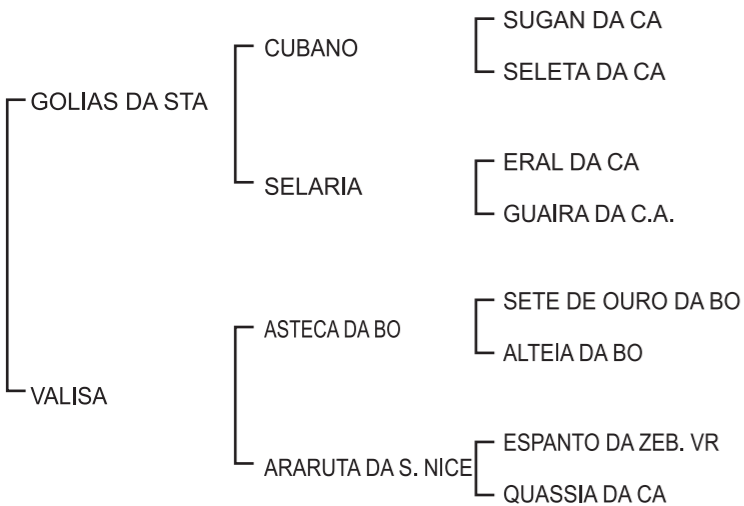 SUGAN DA CA
CUBANO
SELETA DA CA
GOLIAS DA STA
ERAL DA CA
SELARIA
GUAIRA DA C.A.
SETE DE OURO DA BO
ASTECA DA BO
ALTEIA DA BO
VALISA
ESPANTO DA ZEB. VR
ARARUTA DA S. NICE
QUASSIA DA CA